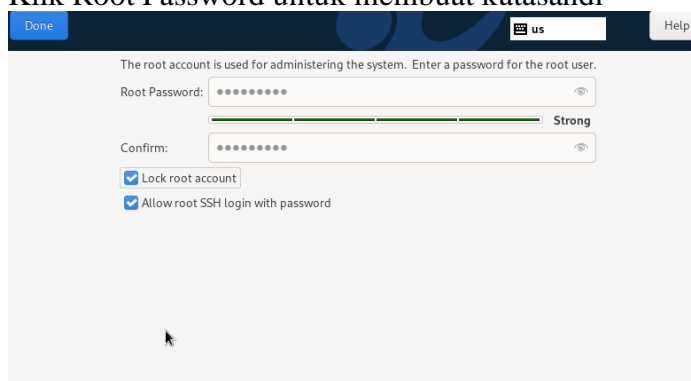 Klik Root Password untuk membuat katasandi
Done us Help
The root account is used for administering the system. Enter a password for the root user.
Root Password: •••••••••
Strong
Confirm: •••••••••
Lock root account
Allow root SSH login with password